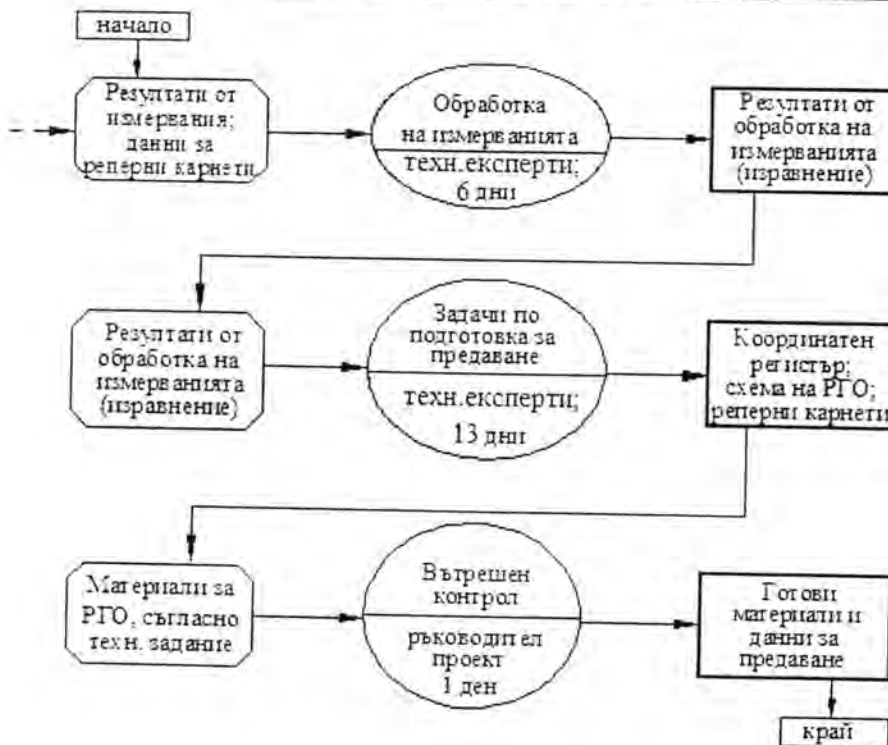 начало
Резултати от
измервания;
данни за
реперни карнети
Обработка
на измерванията
техн.експерти;
6 дни
Резултати от
обработка на
измерванията
(изравнение)
Резултати от
обработка на
измерванията
(изравнение)
Задачи по
подготовка за
предаване
техн.експерти;
13 дни
Координатен
регистър;
схема на РГО;
реперни карнети
Материали за
РГО, съгласно
техн. задание
Вътрешен
контрол
ръководител
проект
1 ден
Готови
материали и
данни за
предаване
край